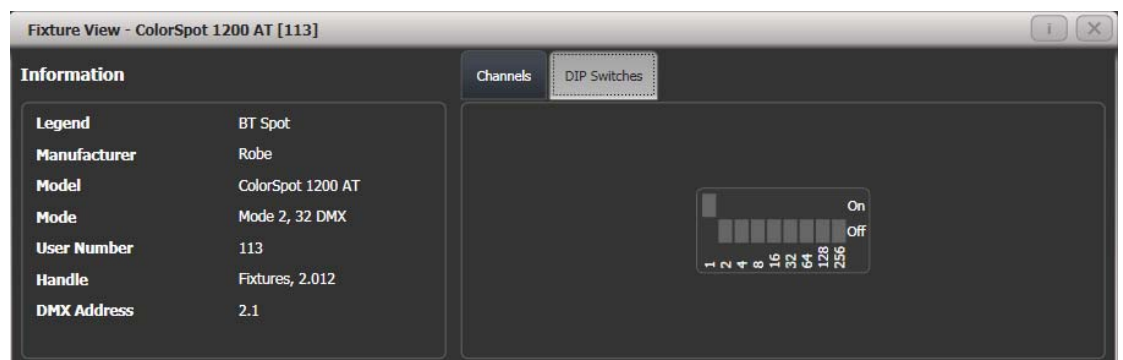 Fixture View - ColorSpot 1200 AT [113]
i
X
Information
Channels
DIP Switches
Legend BT Spot
Manufacturer Robe
Model ColorSpot 1200 AT
Mode Mode 2, 32 DMX
User Number 113
Handle Fixtures, 2.012
DMX Address 2.1
On
Off
1 2 4 8 16 32 64 128 256